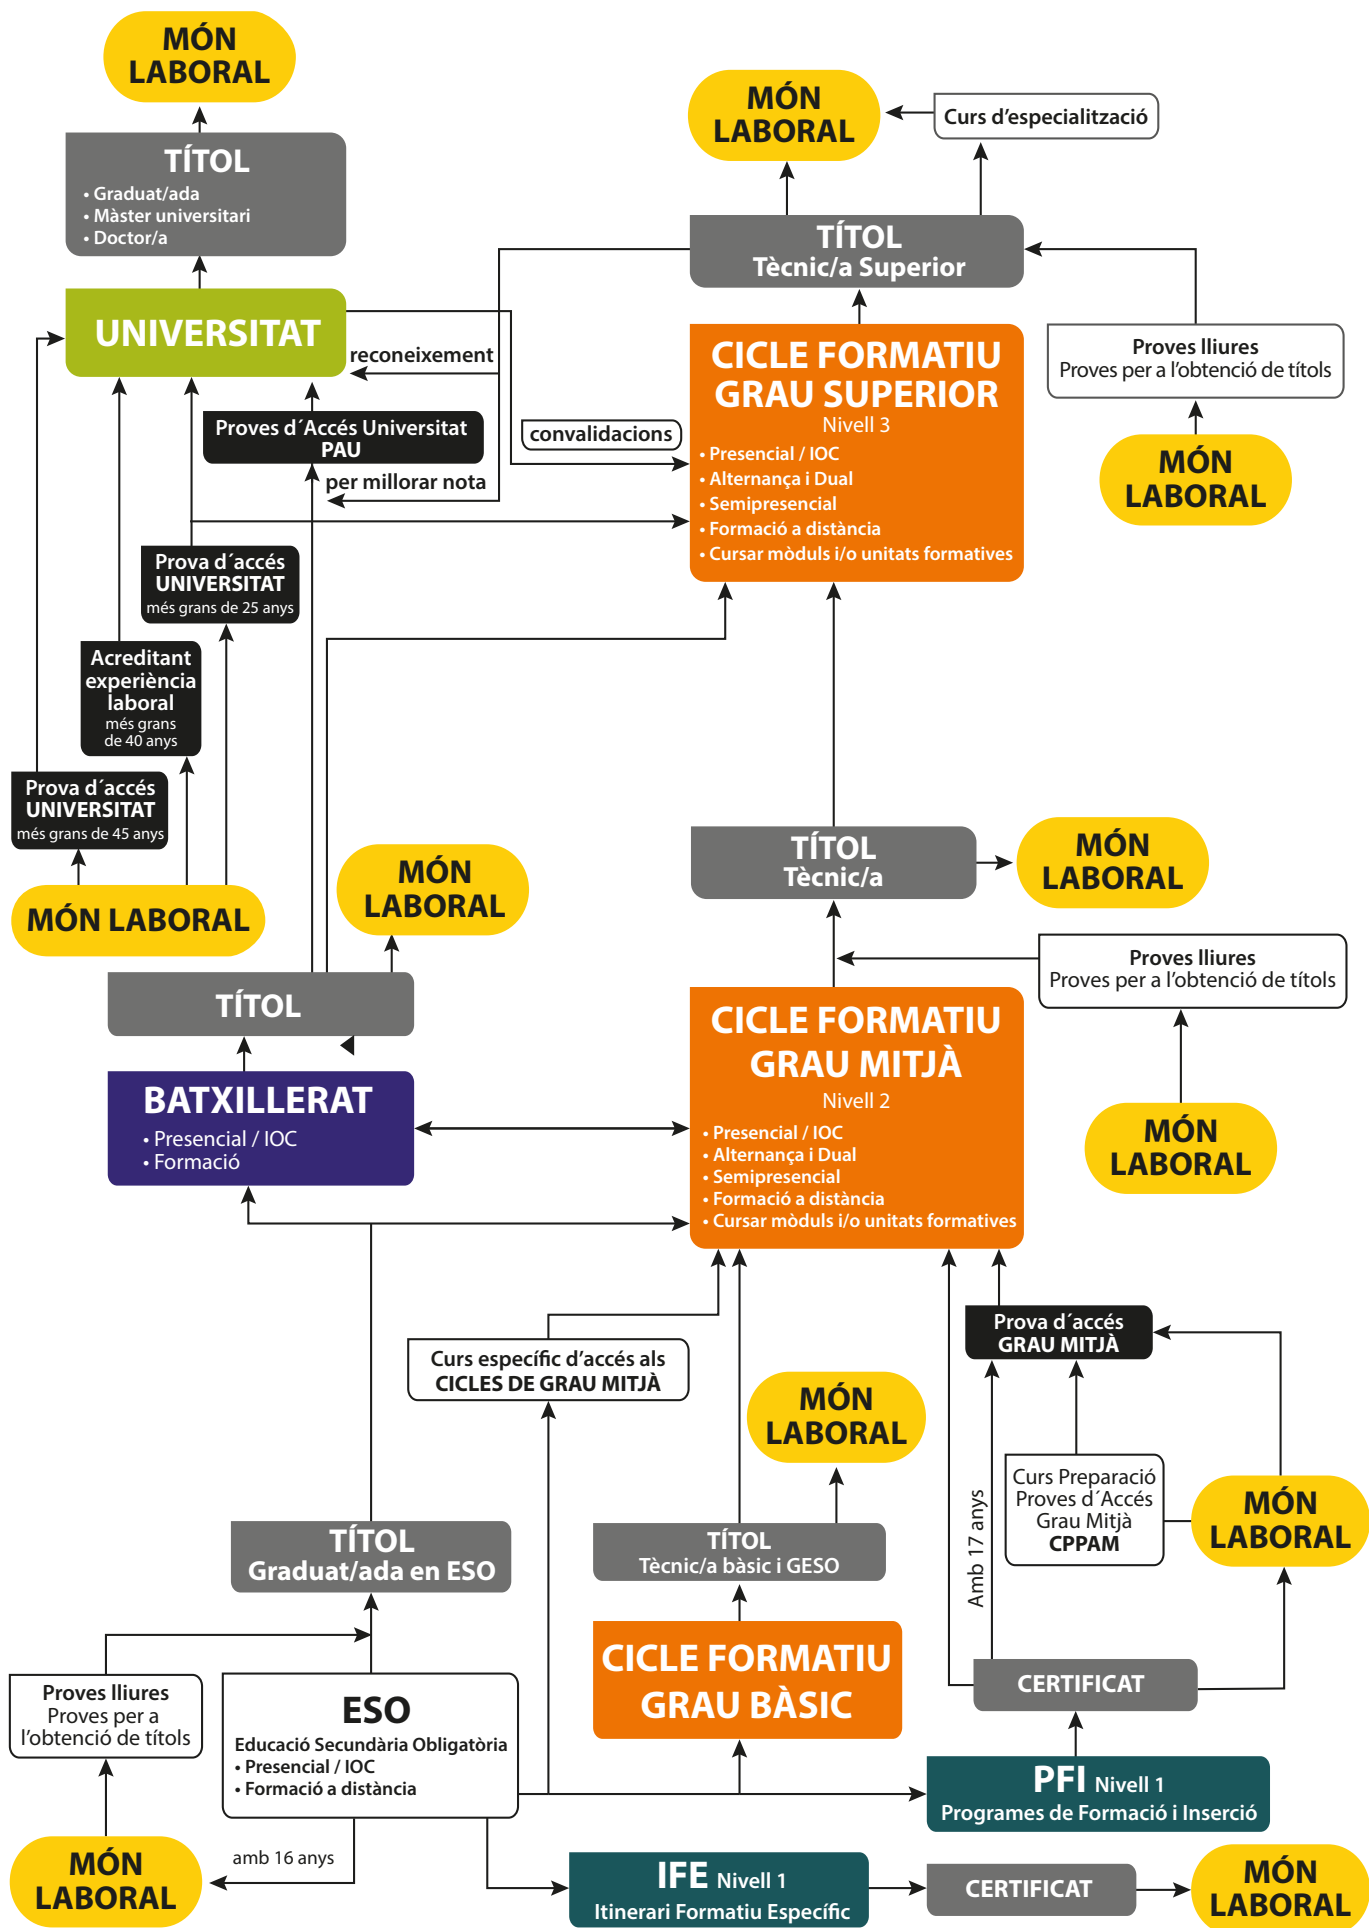 MÓN
LABORAL
TÍTOL
• Graduat/ada
• Màster universitari
• Doctor/a
UNIVERSITAT
MÓN
LABORAL
Curs d'especialització
TÍTOL
Tècnic/a Superior
reconeixement
Proves d´Accés Universitat
PAU
per millorar nota
convalidacions
CICLE FORMATIU
GRAU SUPERIOR
Nivell 3
• Presencial / IOC
• Alternança i Dual
• Semipresencial
• Formació a distància
• Cursar mòduls i/o unitats formatives
Proves lliures
Proves per a l'obtenció de títols
MÓN
LABORAL
Prova d´accés
UNIVERSITAT
més grans de 25 anys
Acreditant
experiència
laboral
més grans
de 40 anys
Prova d´accés
UNIVERSITAT
més grans de 45 anys
MÓN LABORAL
MÓN
LABORAL
TÍTOL
Tècnic/a
MÓN
LABORAL
Proves lliures
Proves per a l'obtenció de títols
TÍTOL
BATXILLERAT
• Presencial / IOC
• Formació
CICLE FORMATIU
GRAU MITJÀ
Nivell 2
• Presencial / IOC
• Alternança i Dual
• Semipresencial
• Formació a distància
• Cursar mòduls i/o unitats formatives
MÓN
LABORAL
Curs específic d'accés als
CICLES DE GRAU MITJÀ
MÓN
LABORAL
Prova d´accés
GRAU MITJÀ
Amb 17 anys
Curs Preparació
Proves d´Accés
Grau Mitjà
CPPAM
MÓN
LABORAL
TÍTOL
Graduat/ada en ESO
TÍTOL
Tècnic/a bàsic i GESO
CICLE FORMATIU
GRAU BÀSIC
CERTIFICAT
Proves lliures
Proves per a
l'obtenció de títols
ESO
Educació Secundària Obligatòria
• Presencial / IOC
• Formació a distància
PFI Nivell 1
Programes de Formació i Inserció
MÓN
LABORAL
amb 16 anys
IFE Nivell 1
Itinerari Formatiu Específic
CERTIFICAT
MÓN
LABORAL